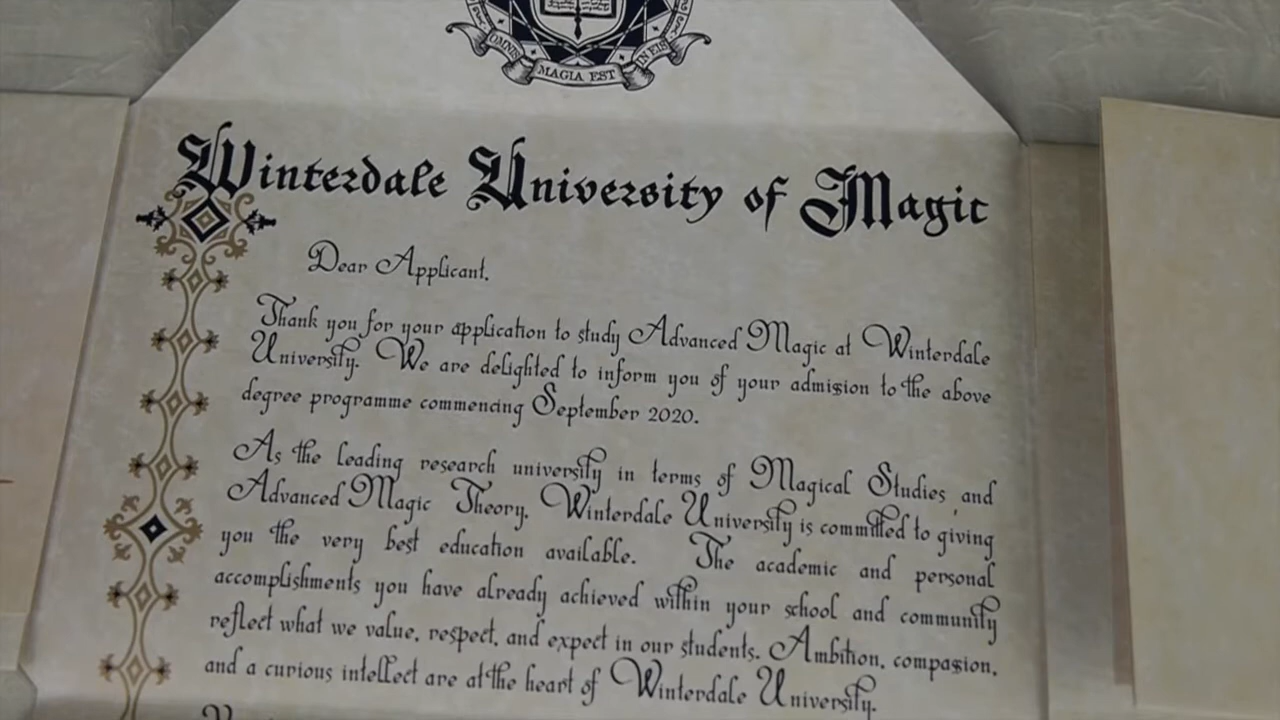 OMNIS MAGIA EST IN EIS
Winterdale University of Magic
Dear Applicant,
Thank you for your application to study Advanced Magic at Winterdale
University. We are delighted to inform you of your admission to the above
degree programme commencing September 2020.
As the leading research university in terms of Magical Studies and
Advanced Magic Theory, Winterdale University is committed to giving
you the very best education available. The academic and personal
accomplishments you have already achieved within your school and community
reflect what we value, respect, and expect in our students. Ambition, compassion,
and a curious intellect are at the heart of Winterdale University.